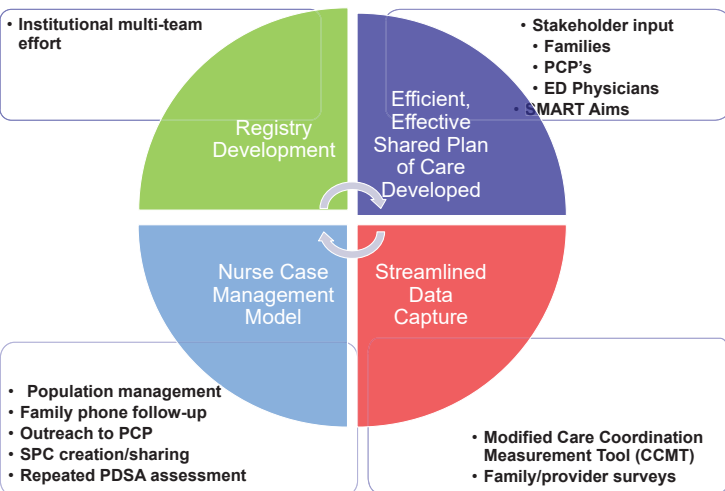 • Institutional multi-team
effort
• Stakeholder input
• Families
• PCP's
• ED Physicians
• SMART Aims
Registry
Development
Efficient,
Effective
Shared Plan
of Care
Developed
Nurse Case
Management
Model
Streamlined
Data
Capture
• Population management
• Family phone follow-up
• Outreach to PCP
• SPC creation/sharing
• Repeated PDSA assessment
• Modified Care Coordination
Measurement Tool (CCMT)
• Family/provider surveys